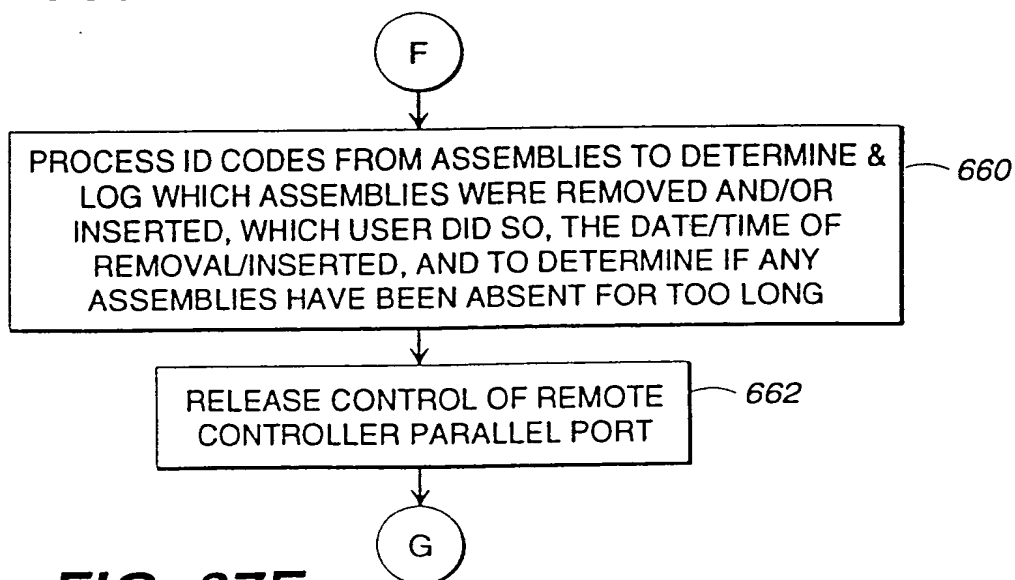 F
PROCESS ID CODES FROM ASSEMBLIES TO DETERMINE &
LOG WHICH ASSEMBLIES WERE REMOVED AND/OR
INSERTED, WHICH USER DID SO, THE DATE/TIME OF
REMOVAL/INSERTED, AND TO DETERMINE IF ANY
ASSEMBLIES HAVE BEEN ABSENT FOR TOO LONG
660
RELEASE CONTROL OF REMOTE
CONTROLLER PARALLEL PORT
662
G